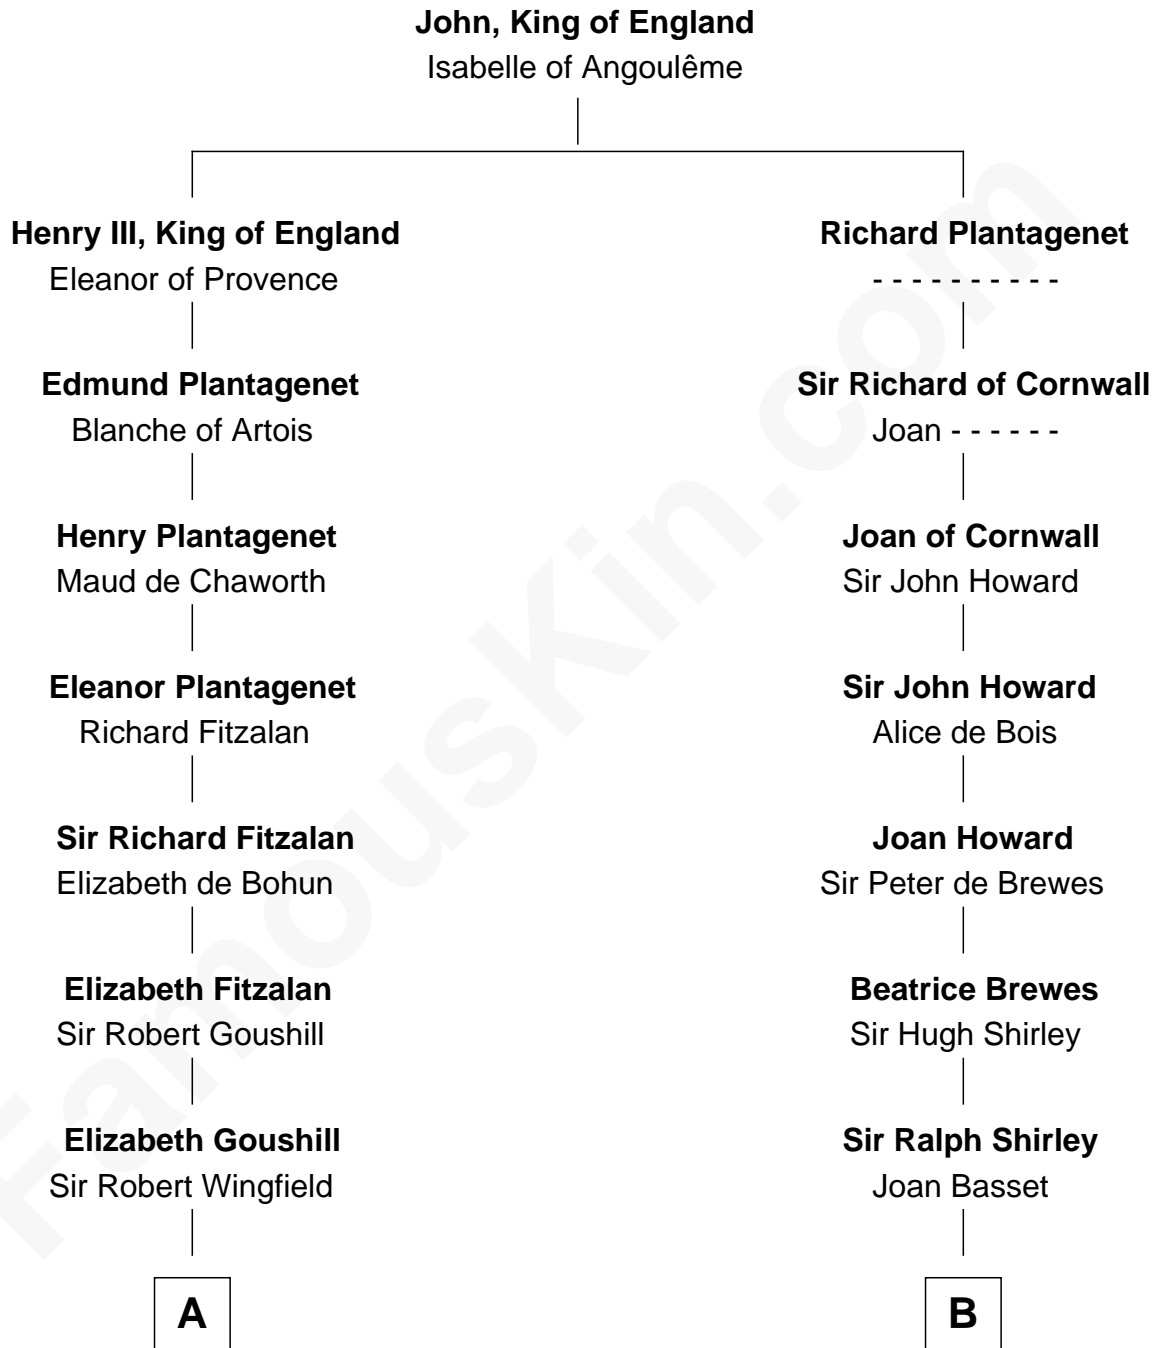 John, King of England
Isabelle of Angoulême
Henry III, King of England
Eleanor of Provence
Edmund Plantagenet
Blanche of Artois
Henry Plantagenet
Maud de Chaworth
Eleanor Plantagenet
Richard Fitzalan
Sir Richard Fitzalan
Elizabeth de Bohun
Elizabeth Fitzalan
Sir Robert Goushill
Elizabeth Goushill
Sir Robert Wingfield
A
Richard Plantagenet
- - - - - - - - - -
Sir Richard of Cornwall
Joan - - - - - -
Joan of Cornwall
Sir John Howard
Sir John Howard
Alice de Bois
Joan Howard
Sir Peter de Brewes
Beatrice Brewes
Sir Hugh Shirley
Sir Ralph Shirley
Joan Basset
B
FamousKin.com